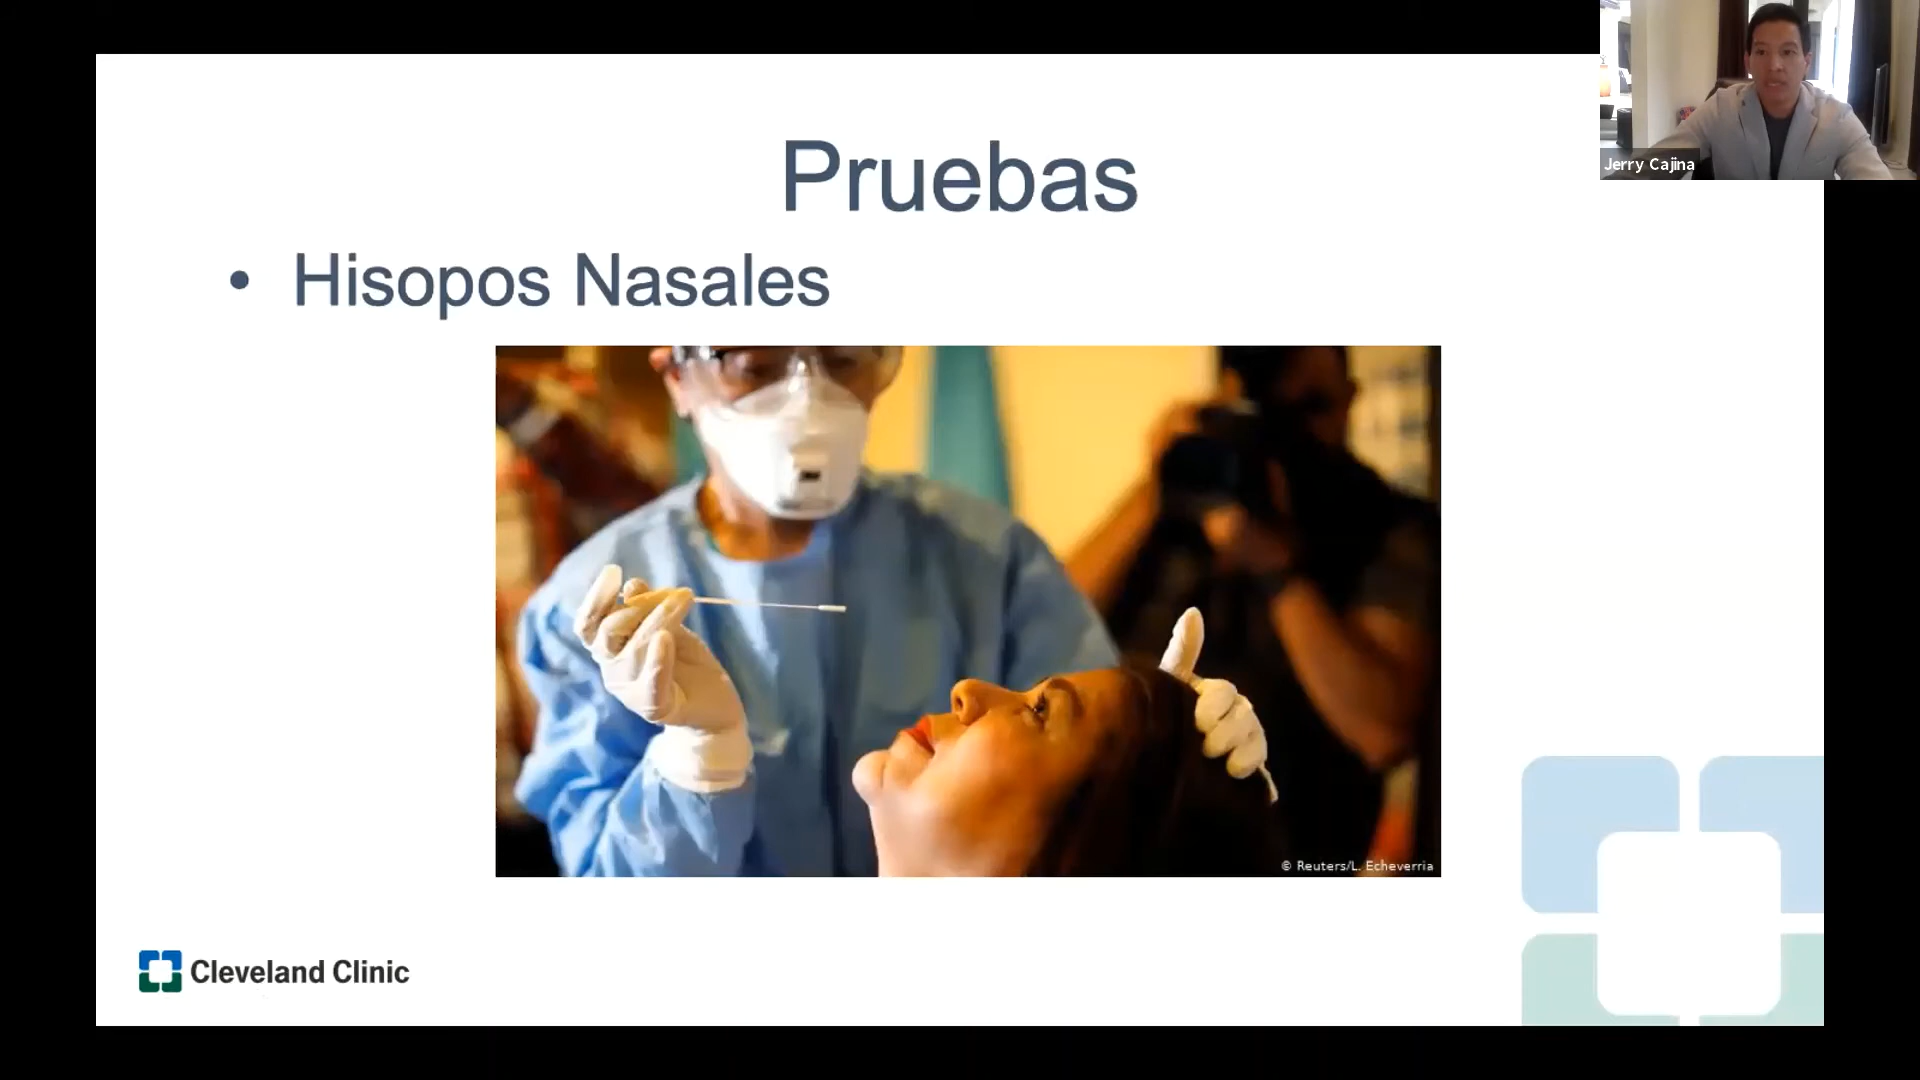 Jerry Cajina
Pruebas
• Hisopos Nasales
© Reuters/L. Echeverria
Cleveland Clinic